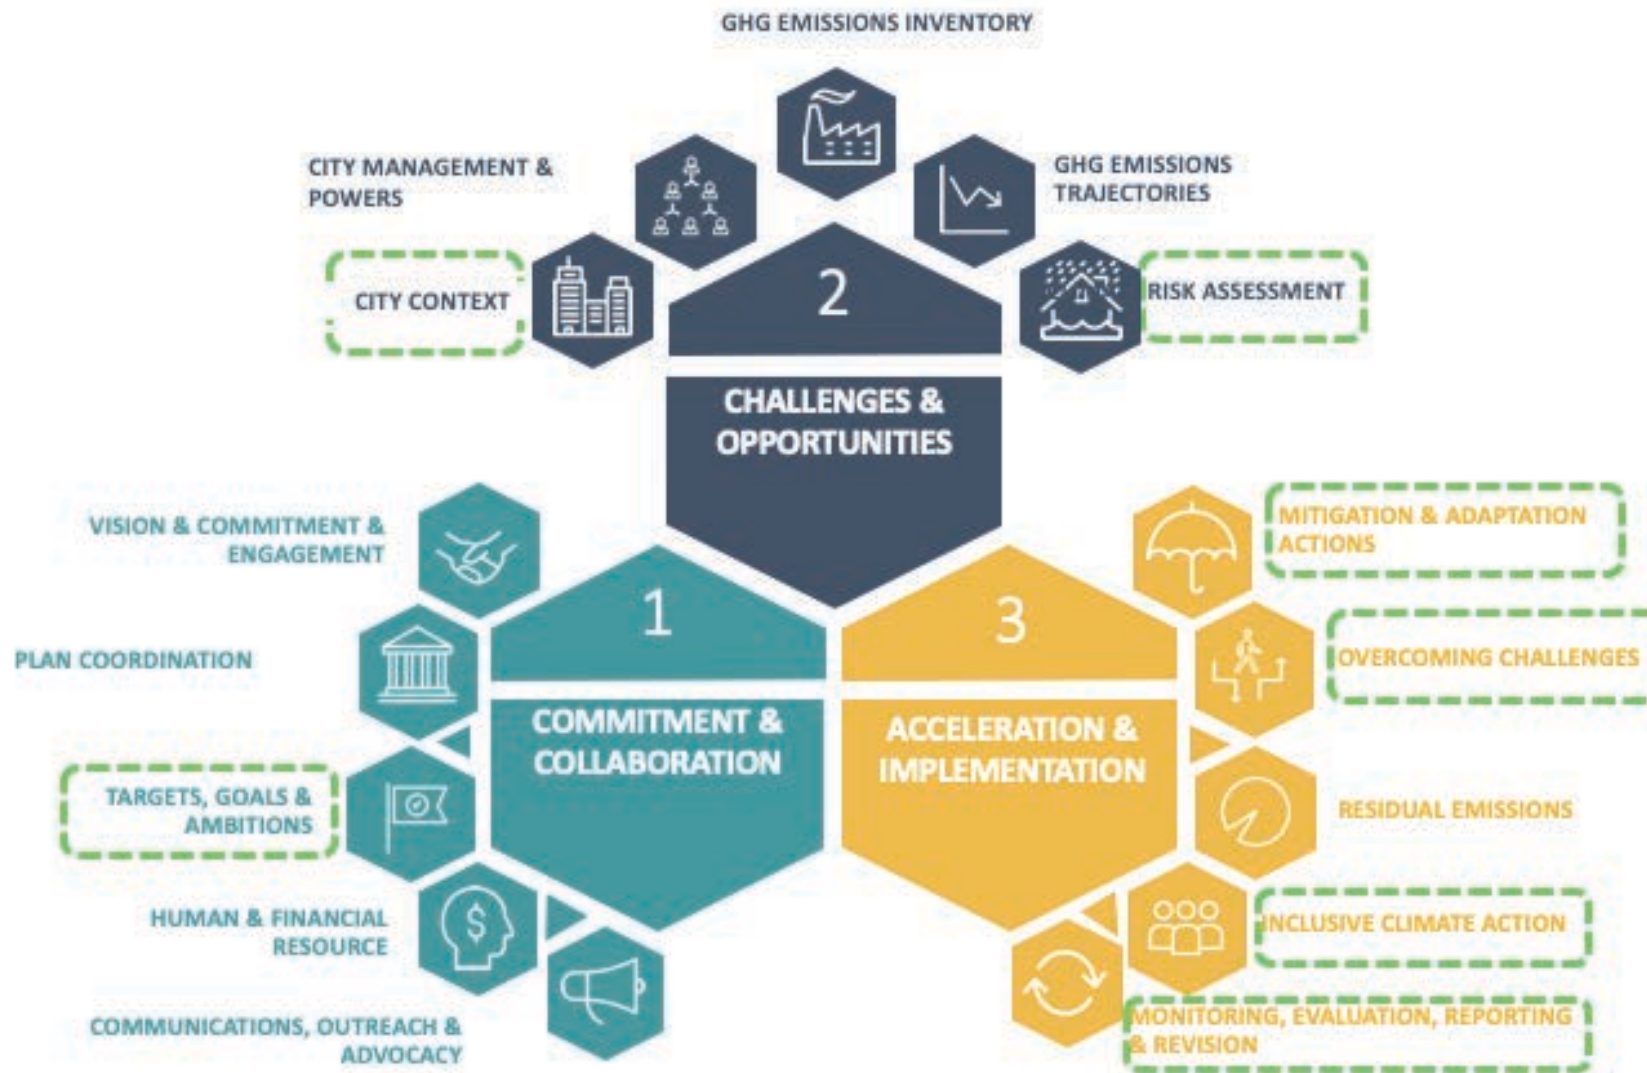 GHG EMISSIONS INVENTORY
CITY MANAGEMENT &
POWERS
GHG EMISSIONS
TRAJECTORIES
CITY CONTEXT
RISK ASSESSMENT
2
CHALLENGES &
OPPORTUNITIES
VISION & COMMITMENT &
ENGAGEMENT
PLAN COORDINATION
TARGETS, GOALS &
AMBITIONS
HUMAN & FINANCIAL
RESOURCE
COMMUNICATIONS, OUTREACH &
ADVOCACY
1
COMMITMENT &
COLLABORATION
$
3
ACCELERATION &
IMPLEMENTATION
MITIGATION & ADAPTATION
ACTIONS
OVERCOMING CHALLENGES
RESIDUAL EMISSIONS
INCLUSIVE CLIMATE ACTION
MONITORING, EVALUATION, REPORTING
& REVISION